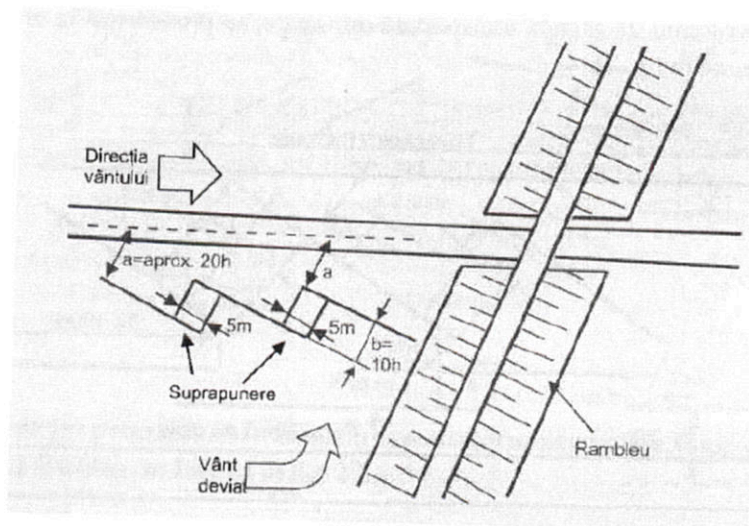 Direcția
vântului
a=aprox. 20h
a
5m
5m
b=
10h
Suprapunere
Vânt
deviat
Rambleu